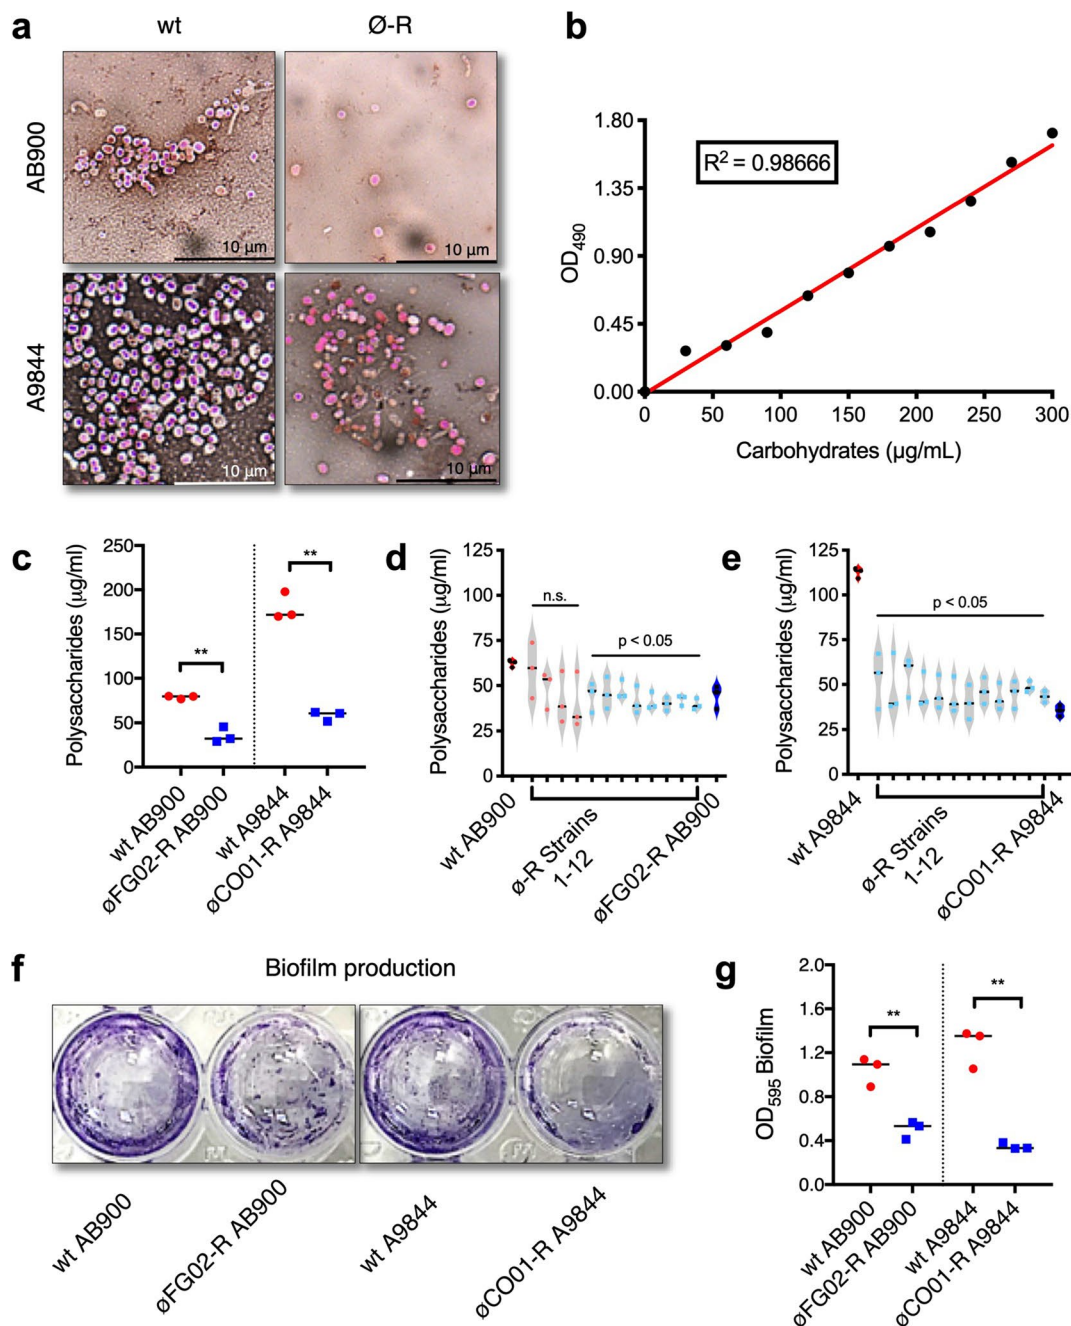 a
wt
Ø-R
AB900
10 µm
10 µm
A9844
10 µm
10 µm
b
1.80
1.35
0.90
0.45
0.00
OD490
R2 = 0.98666
0 50 100 150 200 250 300
Carbohydrates (µg/mL)
c
Polysaccharides (µg/ml)
250
200
150
100
50
0
**
**
wt AB900
øFG02-R AB900
wt A9844
øCO01-R A9844
d
Polysaccharides (µg/ml)
125
100
75
50
25
0
n.s.
p < 0.05
wt AB900
ø-R Strains
1-12
øFG02-R AB900
e
Polysaccharides (µg/ml)
125
100
75
50
25
0
p < 0.05
wt A9844
ø-R Strains
1-12
øCO01-R A9844
f
Biofilm production
wt AB900
øFG02-R AB900
wt A9844
øCO01-R A9844
g
OD595 Biofilm
2.0
1.6
1.2
0.8
0.4
0.0
**
**
wt AB900
øFG02-R AB900
wt A9844
øCO01-R A9844